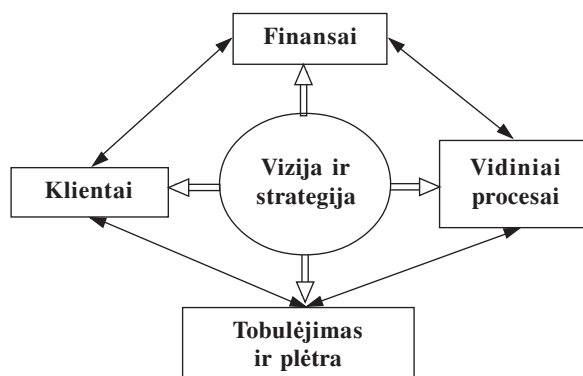 Finansai
Klientai
Vizija ir
strategija
Vidiniai
procesai
Tobulėjimas
ir plėtra